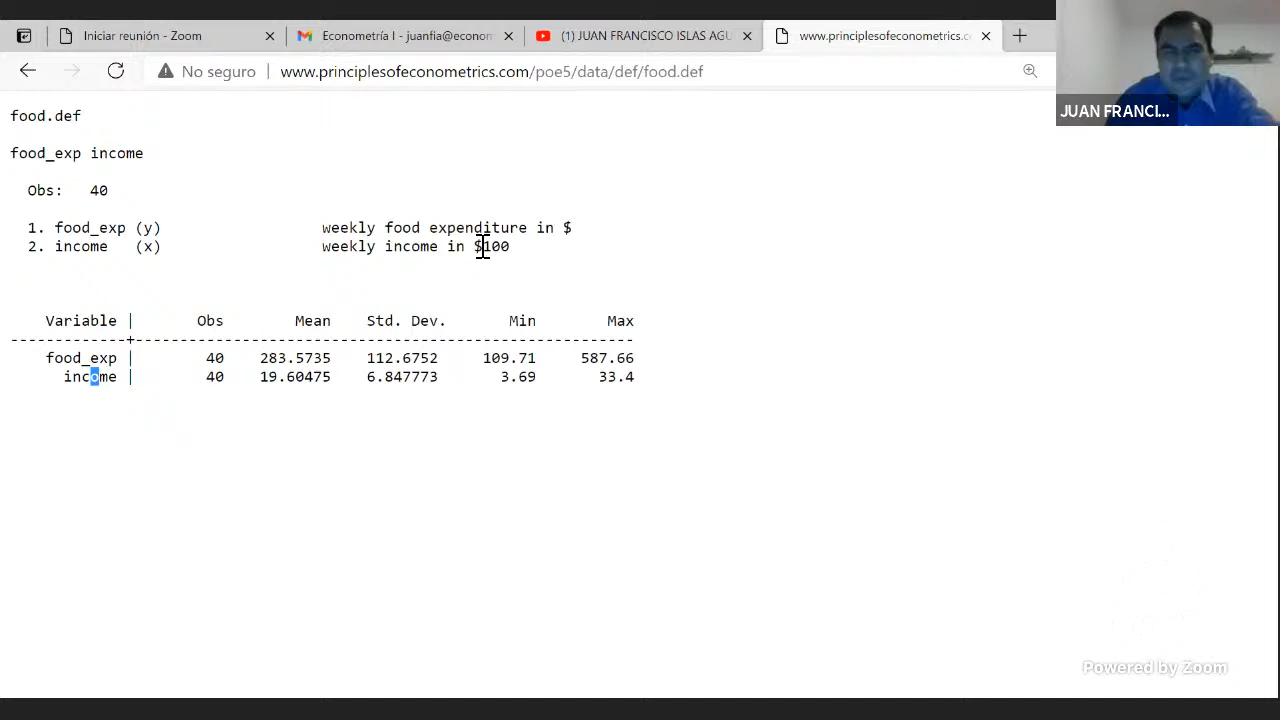 Iniciar reunión - Zoom
Econometría I - juanfia@econom
(1) JUAN FRANCISCO ISLAS AGU
www.principlesofeconometrics.c
No seguro
www.principlesofeconometrics.com/poe5/data/def/food.def
JUAN FRANCI...
food.def
food_exp income
Obs: 40
1. food_exp (y) weekly food expenditure in $
2. income (x) weekly income in $100
Variable | Obs Mean Std. Dev. Min Max
-------------+--------------------------------------------------------
food_exp | 40 283.5735 112.6752 109.71 587.66
income | 40 19.60475 6.847773 3.69 33.4
Powered by Zoom